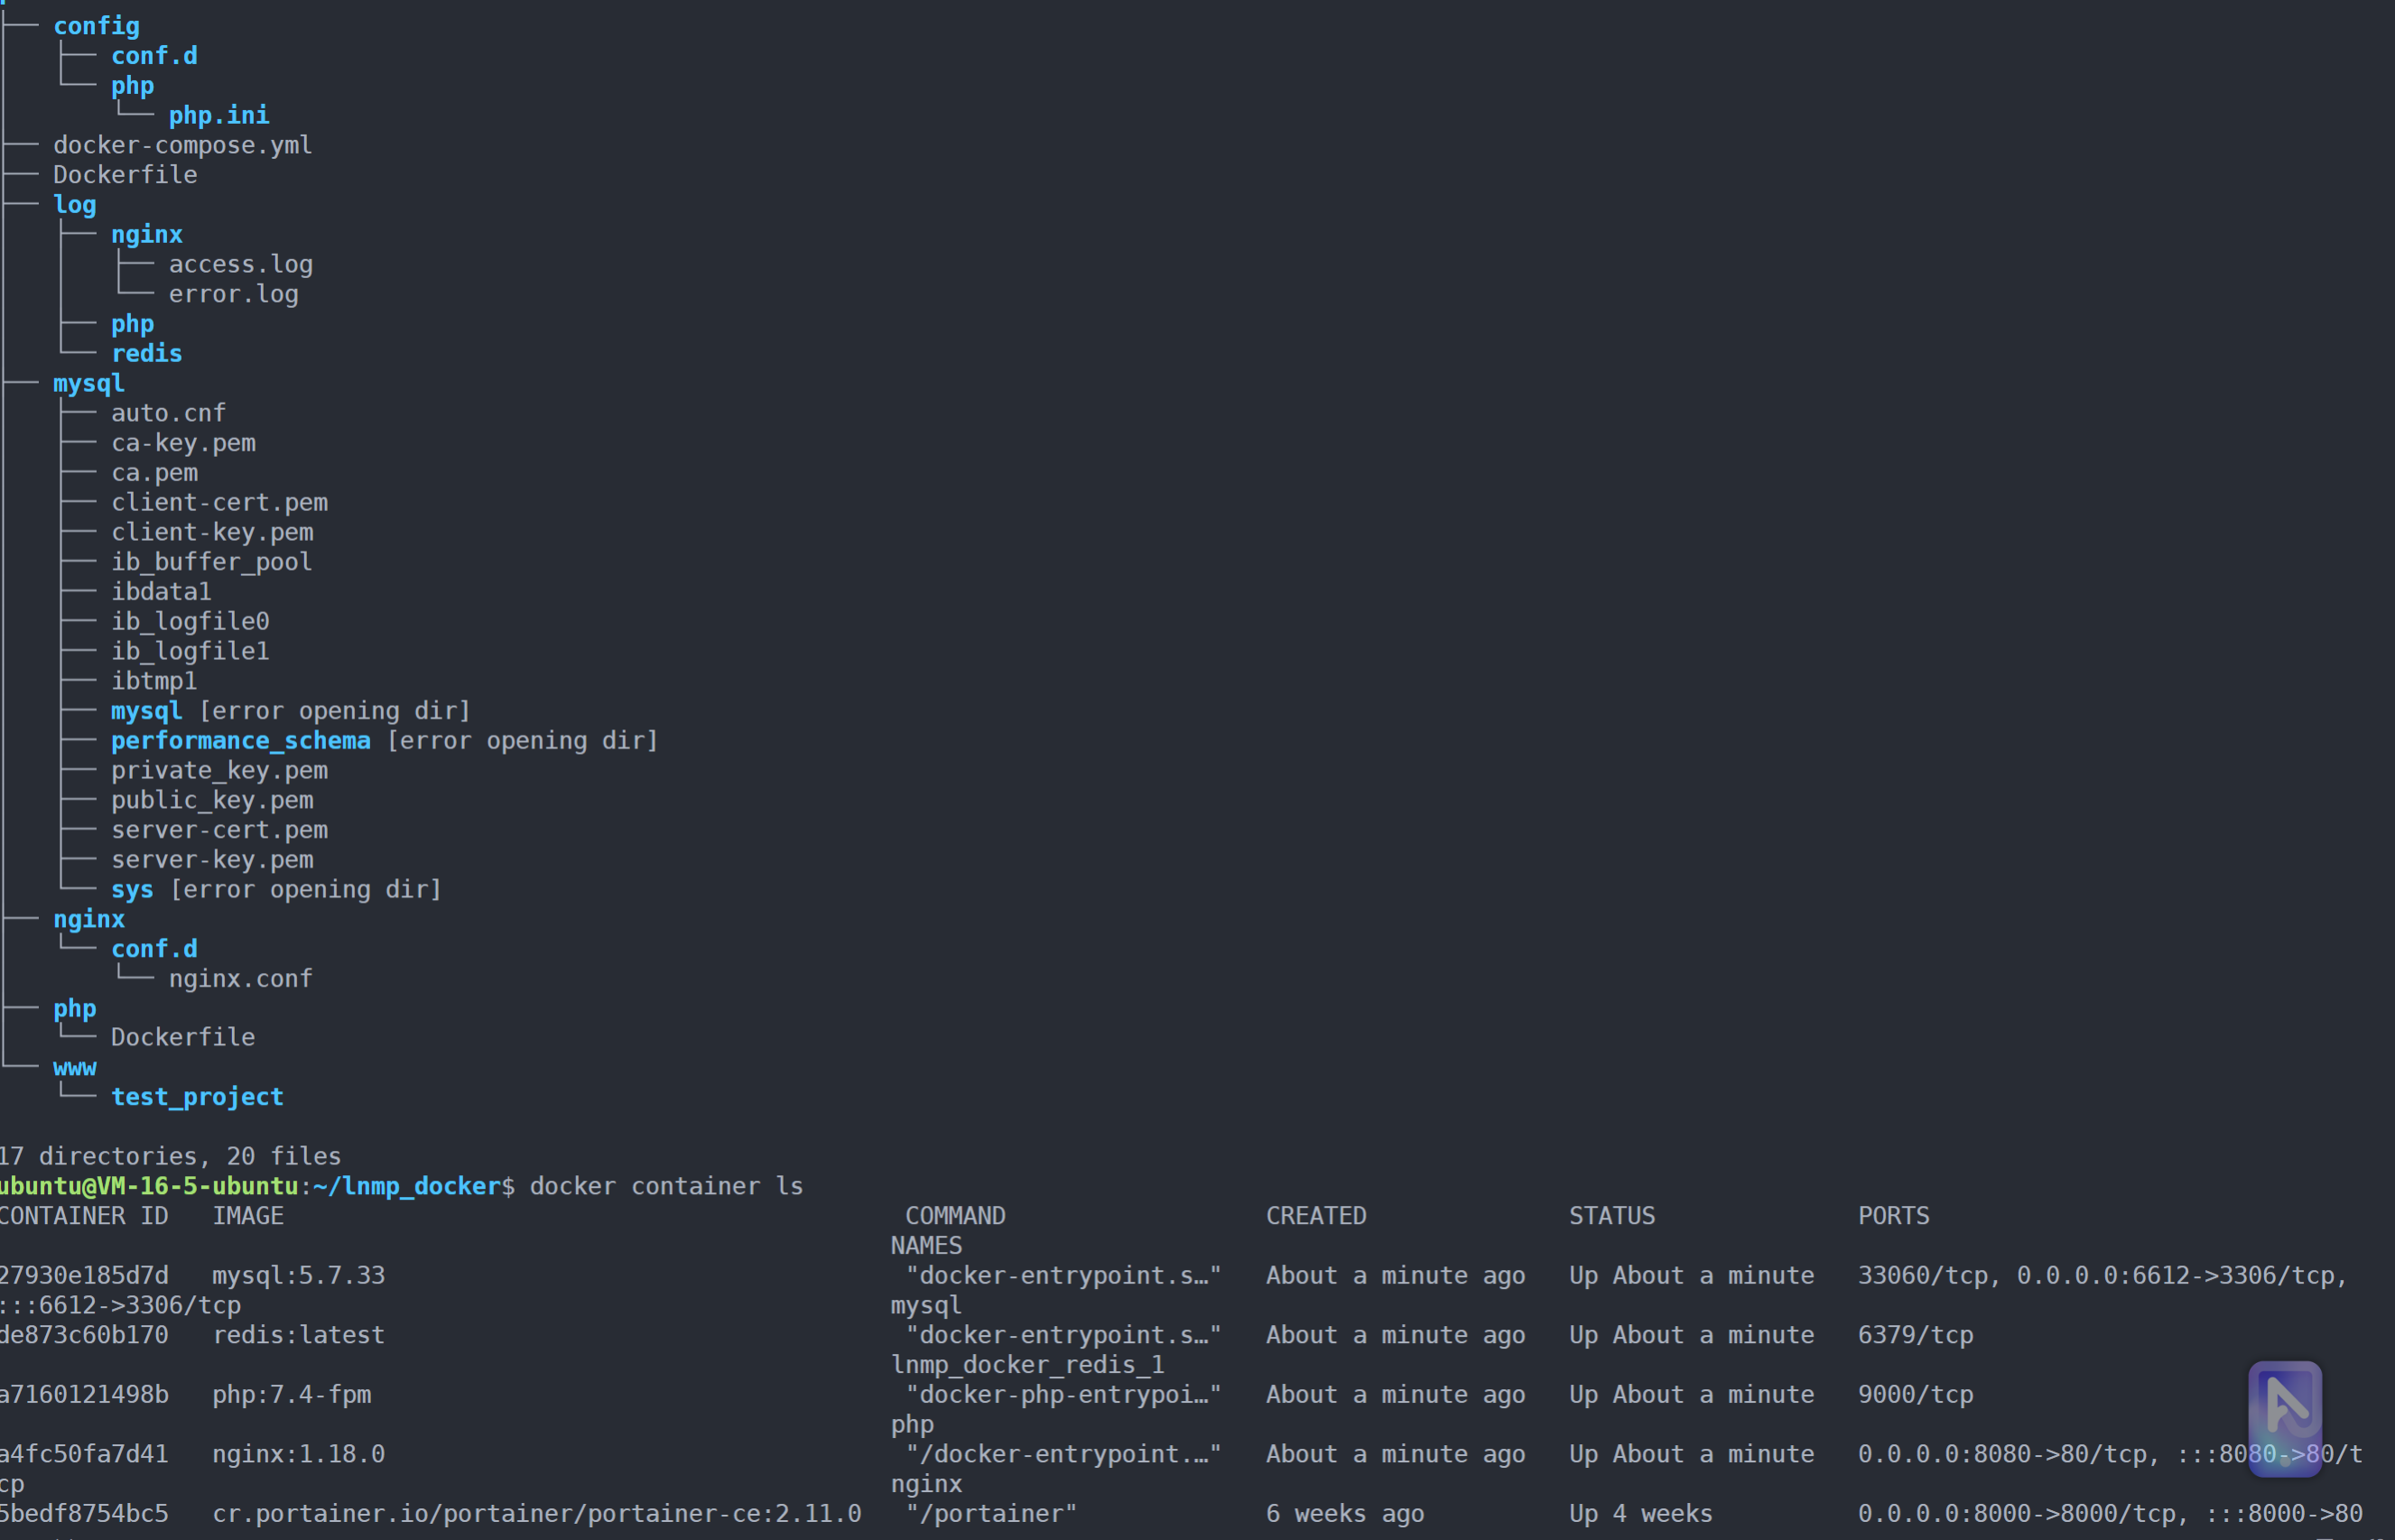 ├── config
│   ├── conf.d
│   └── php
│       └── php.ini
├── docker-compose.yml
├── Dockerfile
├── log
│   ├── nginx
│   │   ├── access.log
│   │   └── error.log
│   ├── php
│   └── redis
├── mysql
│   ├── auto.cnf
│   ├── ca-key.pem
│   ├── ca.pem
│   ├── client-cert.pem
│   ├── client-key.pem
│   ├── ib_buffer_pool
│   ├── ibdata1
│   ├── ib_logfile0
│   ├── ib_logfile1
│   ├── ibtmp1
│   ├── mysql [error opening dir]
│   ├── performance_schema [error opening dir]
│   ├── private_key.pem
│   ├── public_key.pem
│   ├── server-cert.pem
│   ├── server-key.pem
│   └── sys [error opening dir]
├── nginx
│   └── conf.d
│       └── nginx.conf
├── php
│   └── Dockerfile
└── www
    └── test_project
17 directories, 20 files
ubuntu@VM-16-5-ubuntu:~/lnmp_docker$ docker container ls
CONTAINER ID   IMAGE   COMMAND   CREATED   STATUS   PORTS
NAMES
27930e185d7d   mysql:5.7.33   "docker-entrypoint.s…"   About a minute ago   Up About a minute   33060/tcp, 0.0.0.0:6612->3306/tcp,
:::6612->3306/tcp   mysql
de873c60b170   redis:latest   "docker-entrypoint.s…"   About a minute ago   Up About a minute   6379/tcp
lnmp_docker_redis_1
a7160121498b   php:7.4-fpm   "docker-php-entrypoi…"   About a minute ago   Up About a minute   9000/tcp
php
a4fc50fa7d41   nginx:1.18.0   "/docker-entrypoint.…"   About a minute ago   Up About a minute   0.0.0.0:8080->80/tcp, :::8080->80/t
cp   nginx
5bedf8754bc5   cr.portainer.io/portainer/portainer-ce:2.11.0   "/portainer"   6 weeks ago   Up 4 weeks   0.0.0.0:8000->8000/tcp, :::8000->80